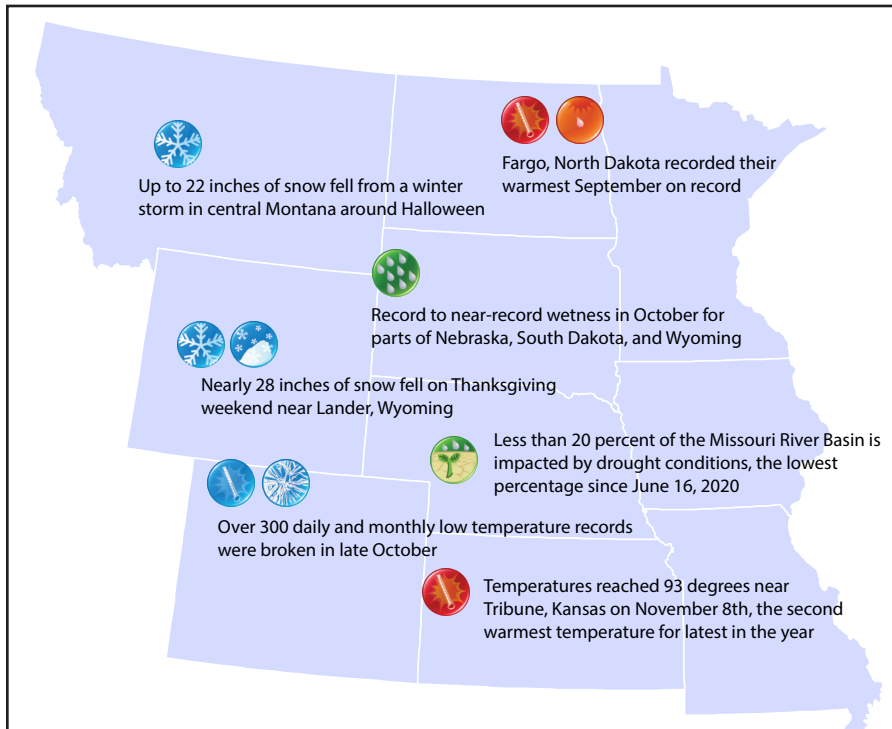 Fargo, North Dakota recorded their
warmest September on record
Up to 22 inches of snow fell from a winter
storm in central Montana around Halloween
Record to near-record wetness in October for
parts of Nebraska, South Dakota, and Wyoming
Nearly 28 inches of snow fell on Thanksgiving
weekend near Lander, Wyoming
Less than 20 percent of the Missouri River Basin is
impacted by drought conditions, the lowest
percentage since June 16, 2020
Over 300 daily and monthly low temperature records
were broken in late October
Temperatures reached 93 degrees near
Tribune, Kansas on November 8th, the second
warmest temperature for latest in the year